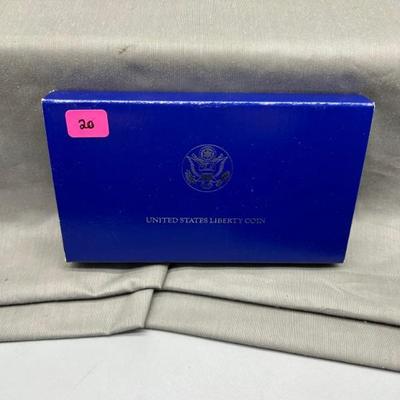 20
UNITED STATES LIBERTY COIN